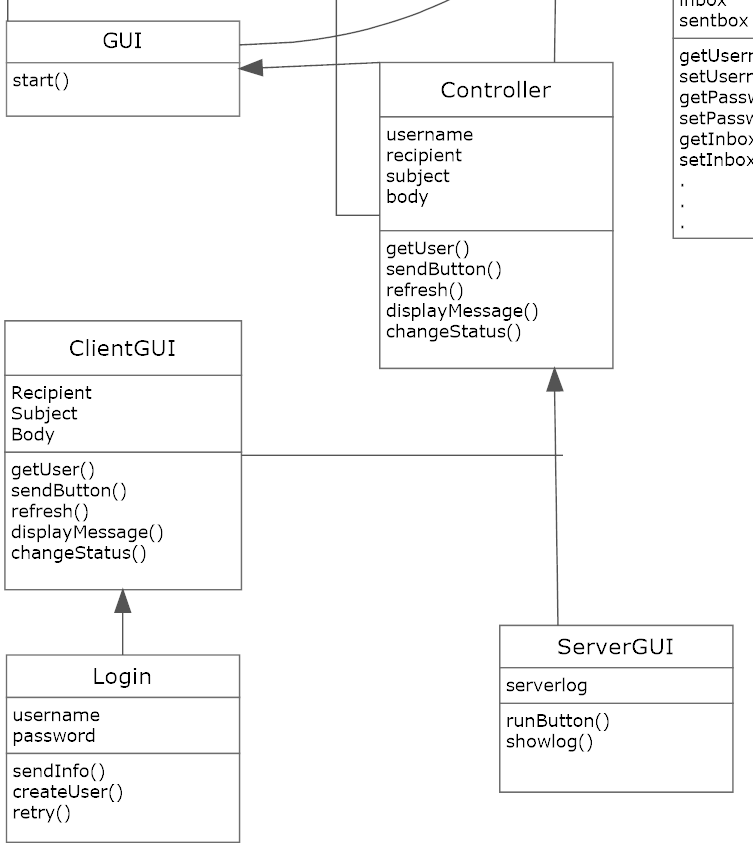 GUI
start()
Controller
username
recipient
subject
body
getUser()
sendButton()
refresh()
displayMessage()
changeStatus()
sentbox
.
.
.
ClientGUI
Recipient
Subject
Body
getUser()
sendButton()
refresh()
displayMessage()
changeStatus()
Login
username
password
sendInfo()
createUser()
retry()
ServerGUI
serverlog
runButton()
showlog()